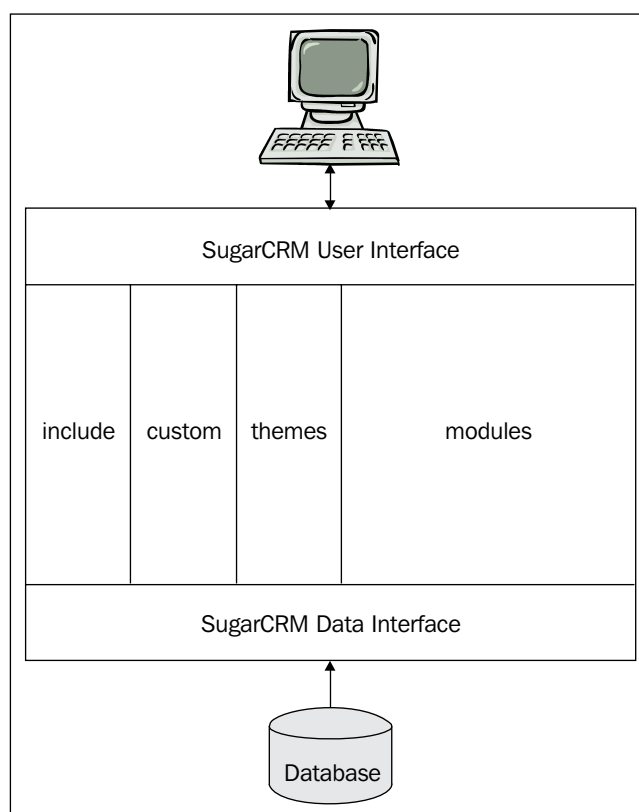 SugarCRM User Interface
include
custom
themes
modules
SugarCRM Data Interface
Database